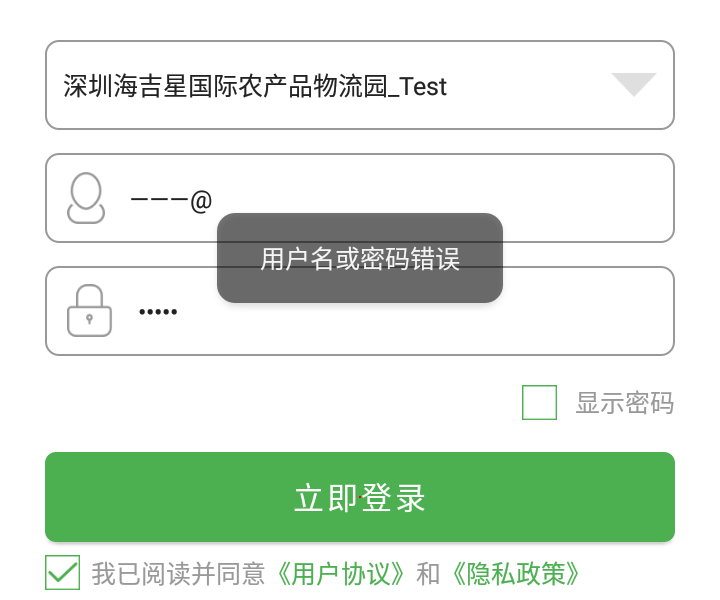 深圳海吉星国际农产品物流园_Test
———@
用户名或密码错误
•••••
显示密码
立即登录
我已阅读并同意《用户协议》和《隐私政策》